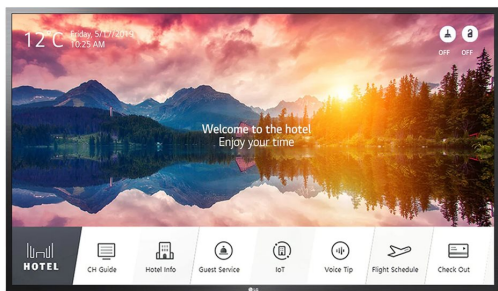 12°C
Friday, 5/17/2019
10:25 AM
OFF OFF
Welcome to the hotel
Enjoy your time
HOTEL
CH Guide
Hotel Info
Guest Service
IoT
Voice Tip
Flight Schedule
Check Out
LG